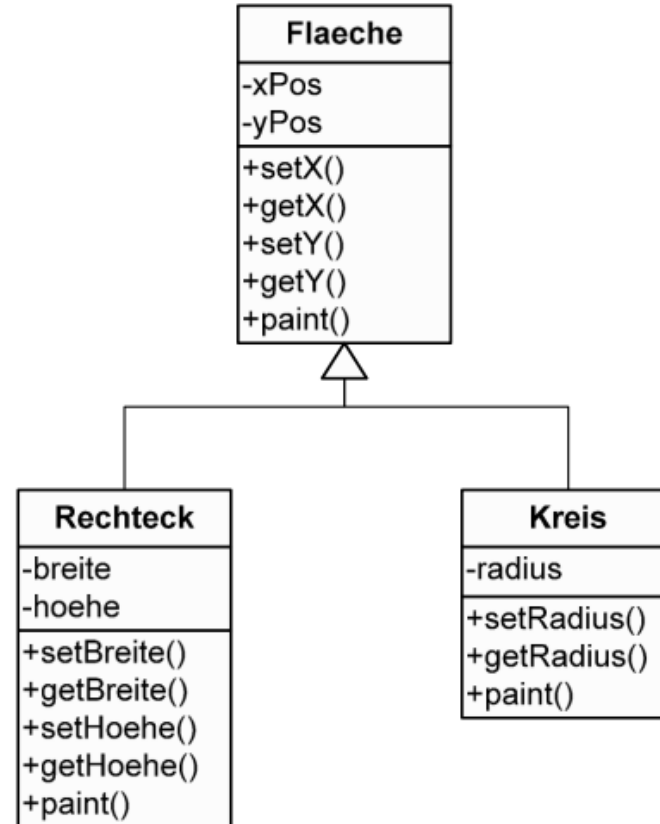 Flaeche
-xPos
-yPos
+setX()
+getX()
+setY()
+getY()
+paint()
Rechteck
-breite
-hoehe
+setBreite()
+getBreite()
+setHoehe()
+getHoehe()
+paint()
Kreis
-radius
+setRadius()
+getRadius()
+paint()